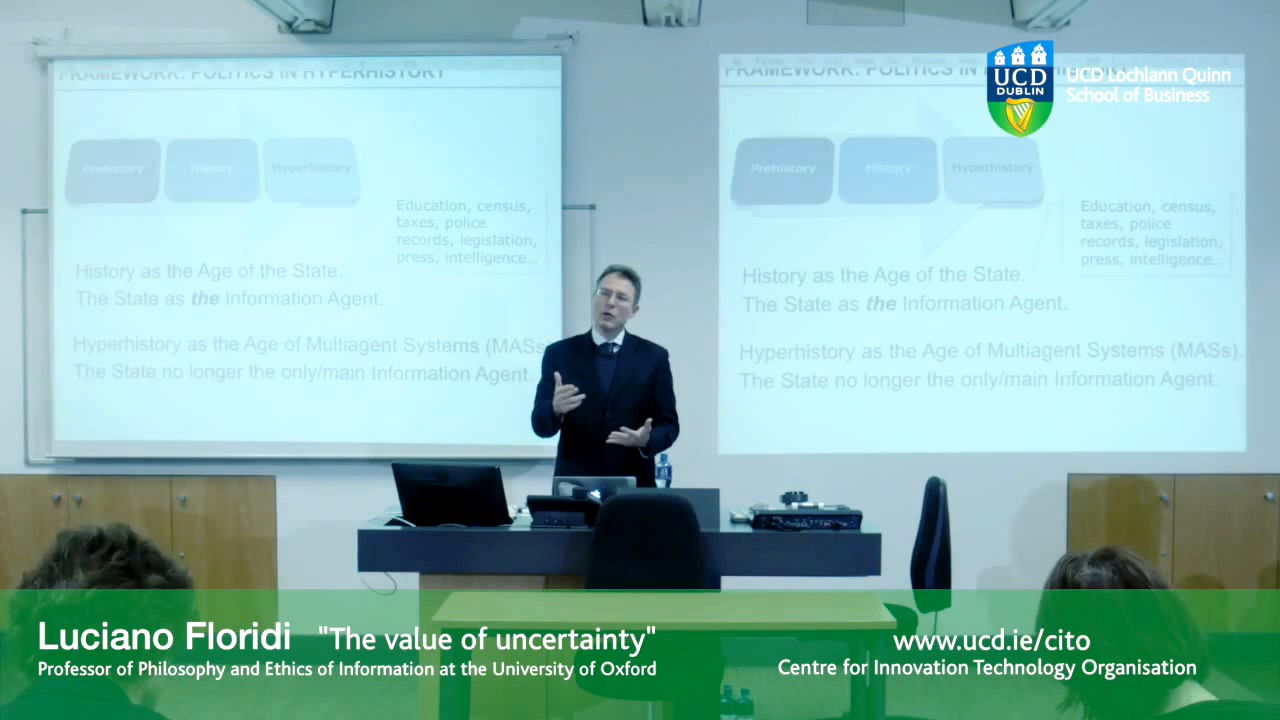 FRAMEWORK: POLITICS IN HYPERHISTORY
Prehistory
History
Hyperhistory
Education, census,
taxes, police
records, legislation,
press, intelligence...
History as the Age of the State.
The State as the Information Agent.
Hyperhistory as the Age of Multiagent Systems (MASs)
The State no longer the only/main Information Agent.
FRAMEWORK: POLITICS IN
Prehistory
History
Hyperhistory
Education, census,
taxes, police
records, legislation,
press, intelligence...
History as the Age of the State.
The State as the Information Agent.
Hyperhistory as the Age of Multiagent Systems (MASs).
The State no longer the only/main Information Agent.
UCD
DUBLIN
UCD Lochlann Quinn
School of Business
Luciano Floridi "The value of uncertainty"
Professor of Philosophy and Ethics of Information at the University of Oxford
www.ucd.ie/cito
Centre for Innovation Technology Organisation